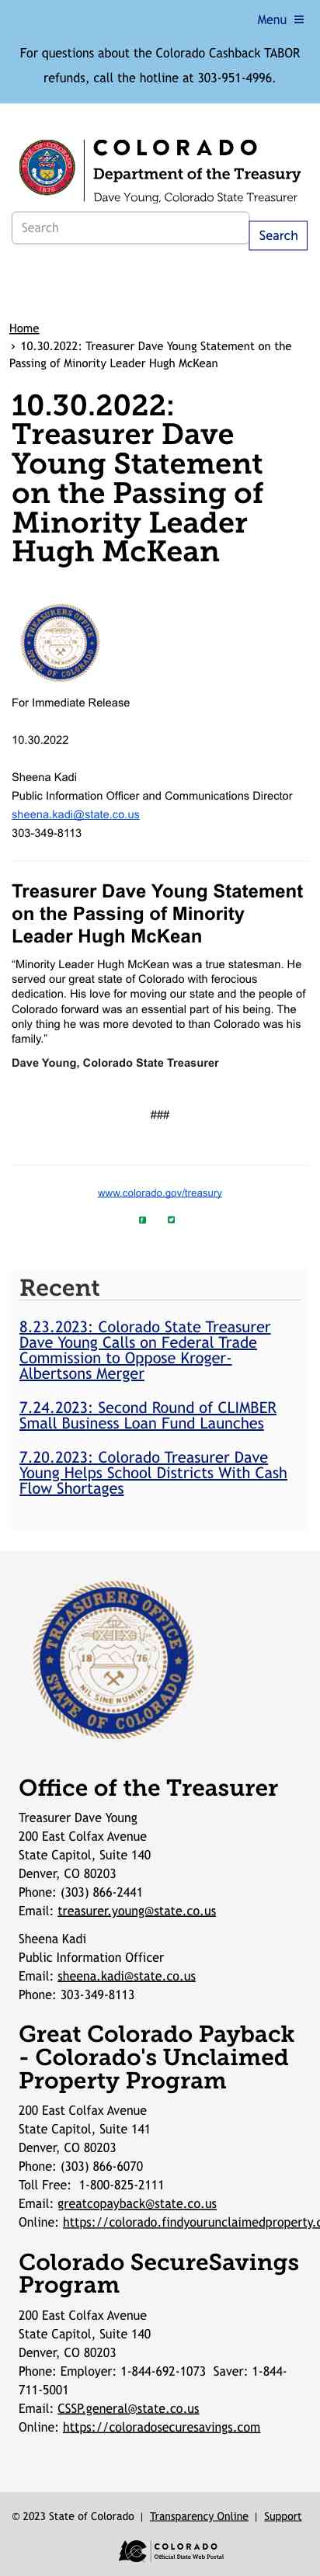 Menu
For questions about the Colorado Cashback TABOR
refunds, call the hotline at 303-951-4996.
COLORADO
Department of the Treasury
Dave Young, Colorado State Treasurer
STATE OF COLORADO
1876
Search
Search
Home
› 10.30.2022: Treasurer Dave Young Statement on the
Passing of Minority Leader Hugh McKean
10.30.2022:
Treasurer Dave
Young Statement
on the Passing of
Minority Leader
Hugh McKean
TREASURERS OFFICE
STATE OF COLORADO
For Immediate Release
10.30.2022
Sheena Kadi
Public Information Officer and Communications Director
sheena.kadi@state.co.us
303-349-8113
Treasurer Dave Young Statement
on the Passing of Minority
Leader Hugh McKean
“Minority Leader Hugh McKean was a true statesman. He
served our great state of Colorado with ferocious
dedication. His love for moving our state and the people of
Colorado forward was an essential part of his being. The
only thing he was more devoted to than Colorado was his
family.”
Dave Young, Colorado State Treasurer
###
www.colorado.gov/treasury
Recent
8.23.2023: Colorado State Treasurer
Dave Young Calls on Federal Trade
Commission to Oppose Kroger-
Albertsons Merger
7.24.2023: Second Round of CLIMBER
Small Business Loan Fund Launches
7.20.2023: Colorado Treasurer Dave
Young Helps School Districts With Cash
Flow Shortages
TREASURERS OFFICE
18 76
NIL SINE NUMINE
STATE OF COLORADO
Office of the Treasurer
Treasurer Dave Young
200 East Colfax Avenue
State Capitol, Suite 140
Denver, CO 80203
Phone: (303) 866-2441
Email: treasurer.young@state.co.us
Sheena Kadi
Public Information Officer
Email: sheena.kadi@state.co.us
Phone: 303-349-8113
Great Colorado Payback
- Colorado's Unclaimed
Property Program
200 East Colfax Avenue
State Capitol, Suite 141
Denver, CO 80203
Phone: (303) 866-6070
Toll Free: 1-800-825-2111
Email: greatcopayback@state.co.us
Online: https://colorado.findyourunclaimedproperty.c
Colorado SecureSavings
Program
200 East Colfax Avenue
State Capitol, Suite 140
Denver, CO 80203
Phone: Employer: 1-844-692-1073 Saver: 1-844-
711-5001
Email: CSSP.general@state.co.us
Online: https://coloradosecuresavings.com
© 2023 State of Colorado | Transparency Online | Support
COLORADO
Official State Web Portal